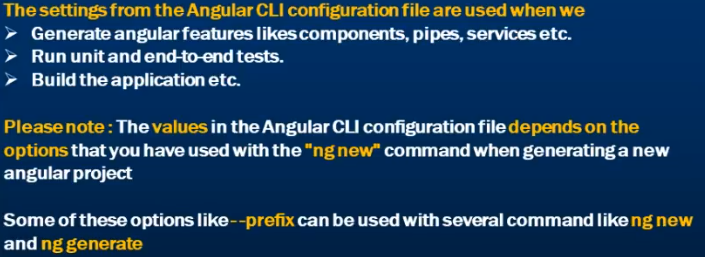 The settings from the Angular CLI configuration file are used when we
➤ Generate angular features likes components, pipes, services etc.
➤ Run unit and end-to-end tests.
➤ Build the application etc.
Please note : The values in the Angular CLI configuration file depends on the
options that you have used with the "ng new" command when generating a new
angular project
Some of these options like --prefix can be used with several command like ng new
and ng generate